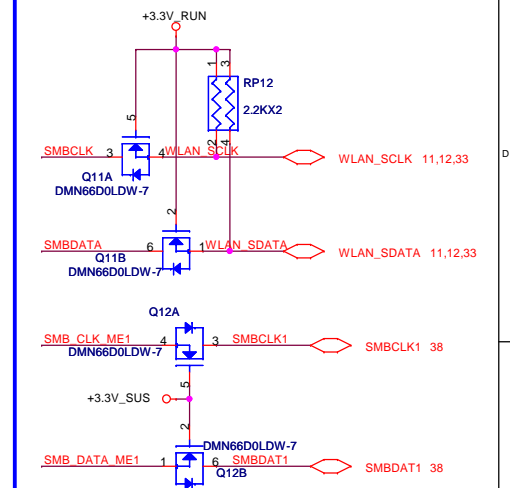 +3.3V_RUN
1
3
RP12
2.2KX2
5
2
4
SMBCLK 3
4 WLAN_SCLK
WLAN_SCLK 11,12,33
D
Q11A
DMN66D0LDW-7
2
SMBDATA 6
1 WLAN_SDATA
WLAN_SDATA 11,12,33
Q11B
DMN66D0LDW-7
Q12A
SMB_CLK_ME1 4
3 SMBCLK1
SMBCLK1 38
DMN66D0LDW-7
5
+3.3V_SUS
2
DMN66D0LDW-7
SMB_DATA_ME1 1
6 SMBDAT1
SMBDAT1 38
Q12B